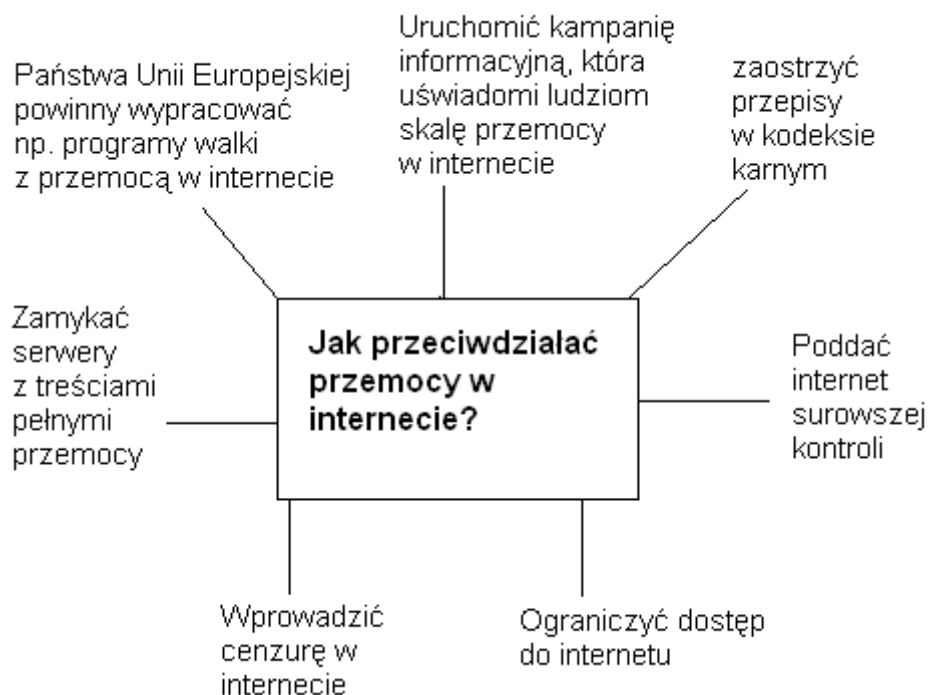 Państwa Unii Europejskiej
powinny wypracować
np. programy walki
z przemocą w internecie
Uruchomić kampanię
informacyjną, która
uświadomi ludziom
skalę przemocy
w internecie
zaostrzyć
przepisy
w kodeksie
karnym
Zamykać
serwery
z treściami
pełnymi
przemocy
Jak przeciwdziałać
przemocy w
internecie?
Poddać
internet
surowszej
kontroli
Wprowadzić
cenzurę w
internecie
Ograniczyć dostęp
do internetu